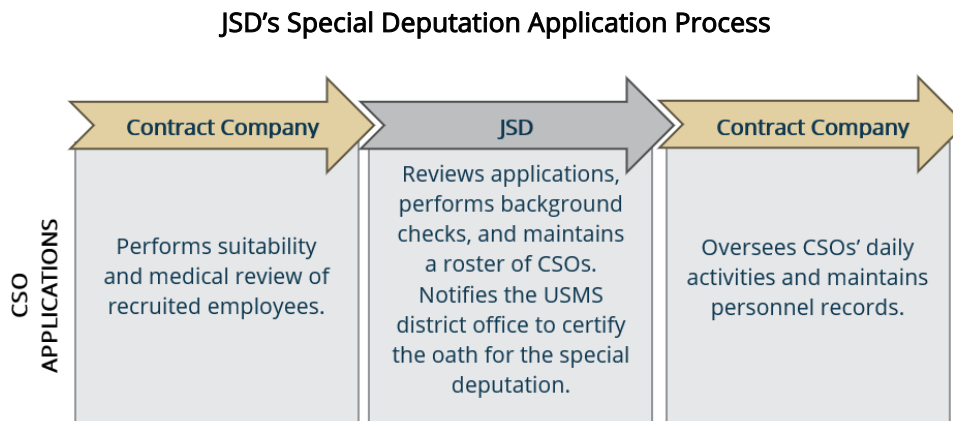 JSD’s Special Deputation Application Process
CSO
APPLICATIONS
Contract Company
Performs suitability
and medical review of
recruited employees.
JSD
Reviews applications,
performs background
checks, and maintains
a roster of CSOs.
Notifies the USMS
district office to certify
the oath for the special
deputation.
Contract Company
Oversees CSOs’ daily
activities and maintains
personnel records.